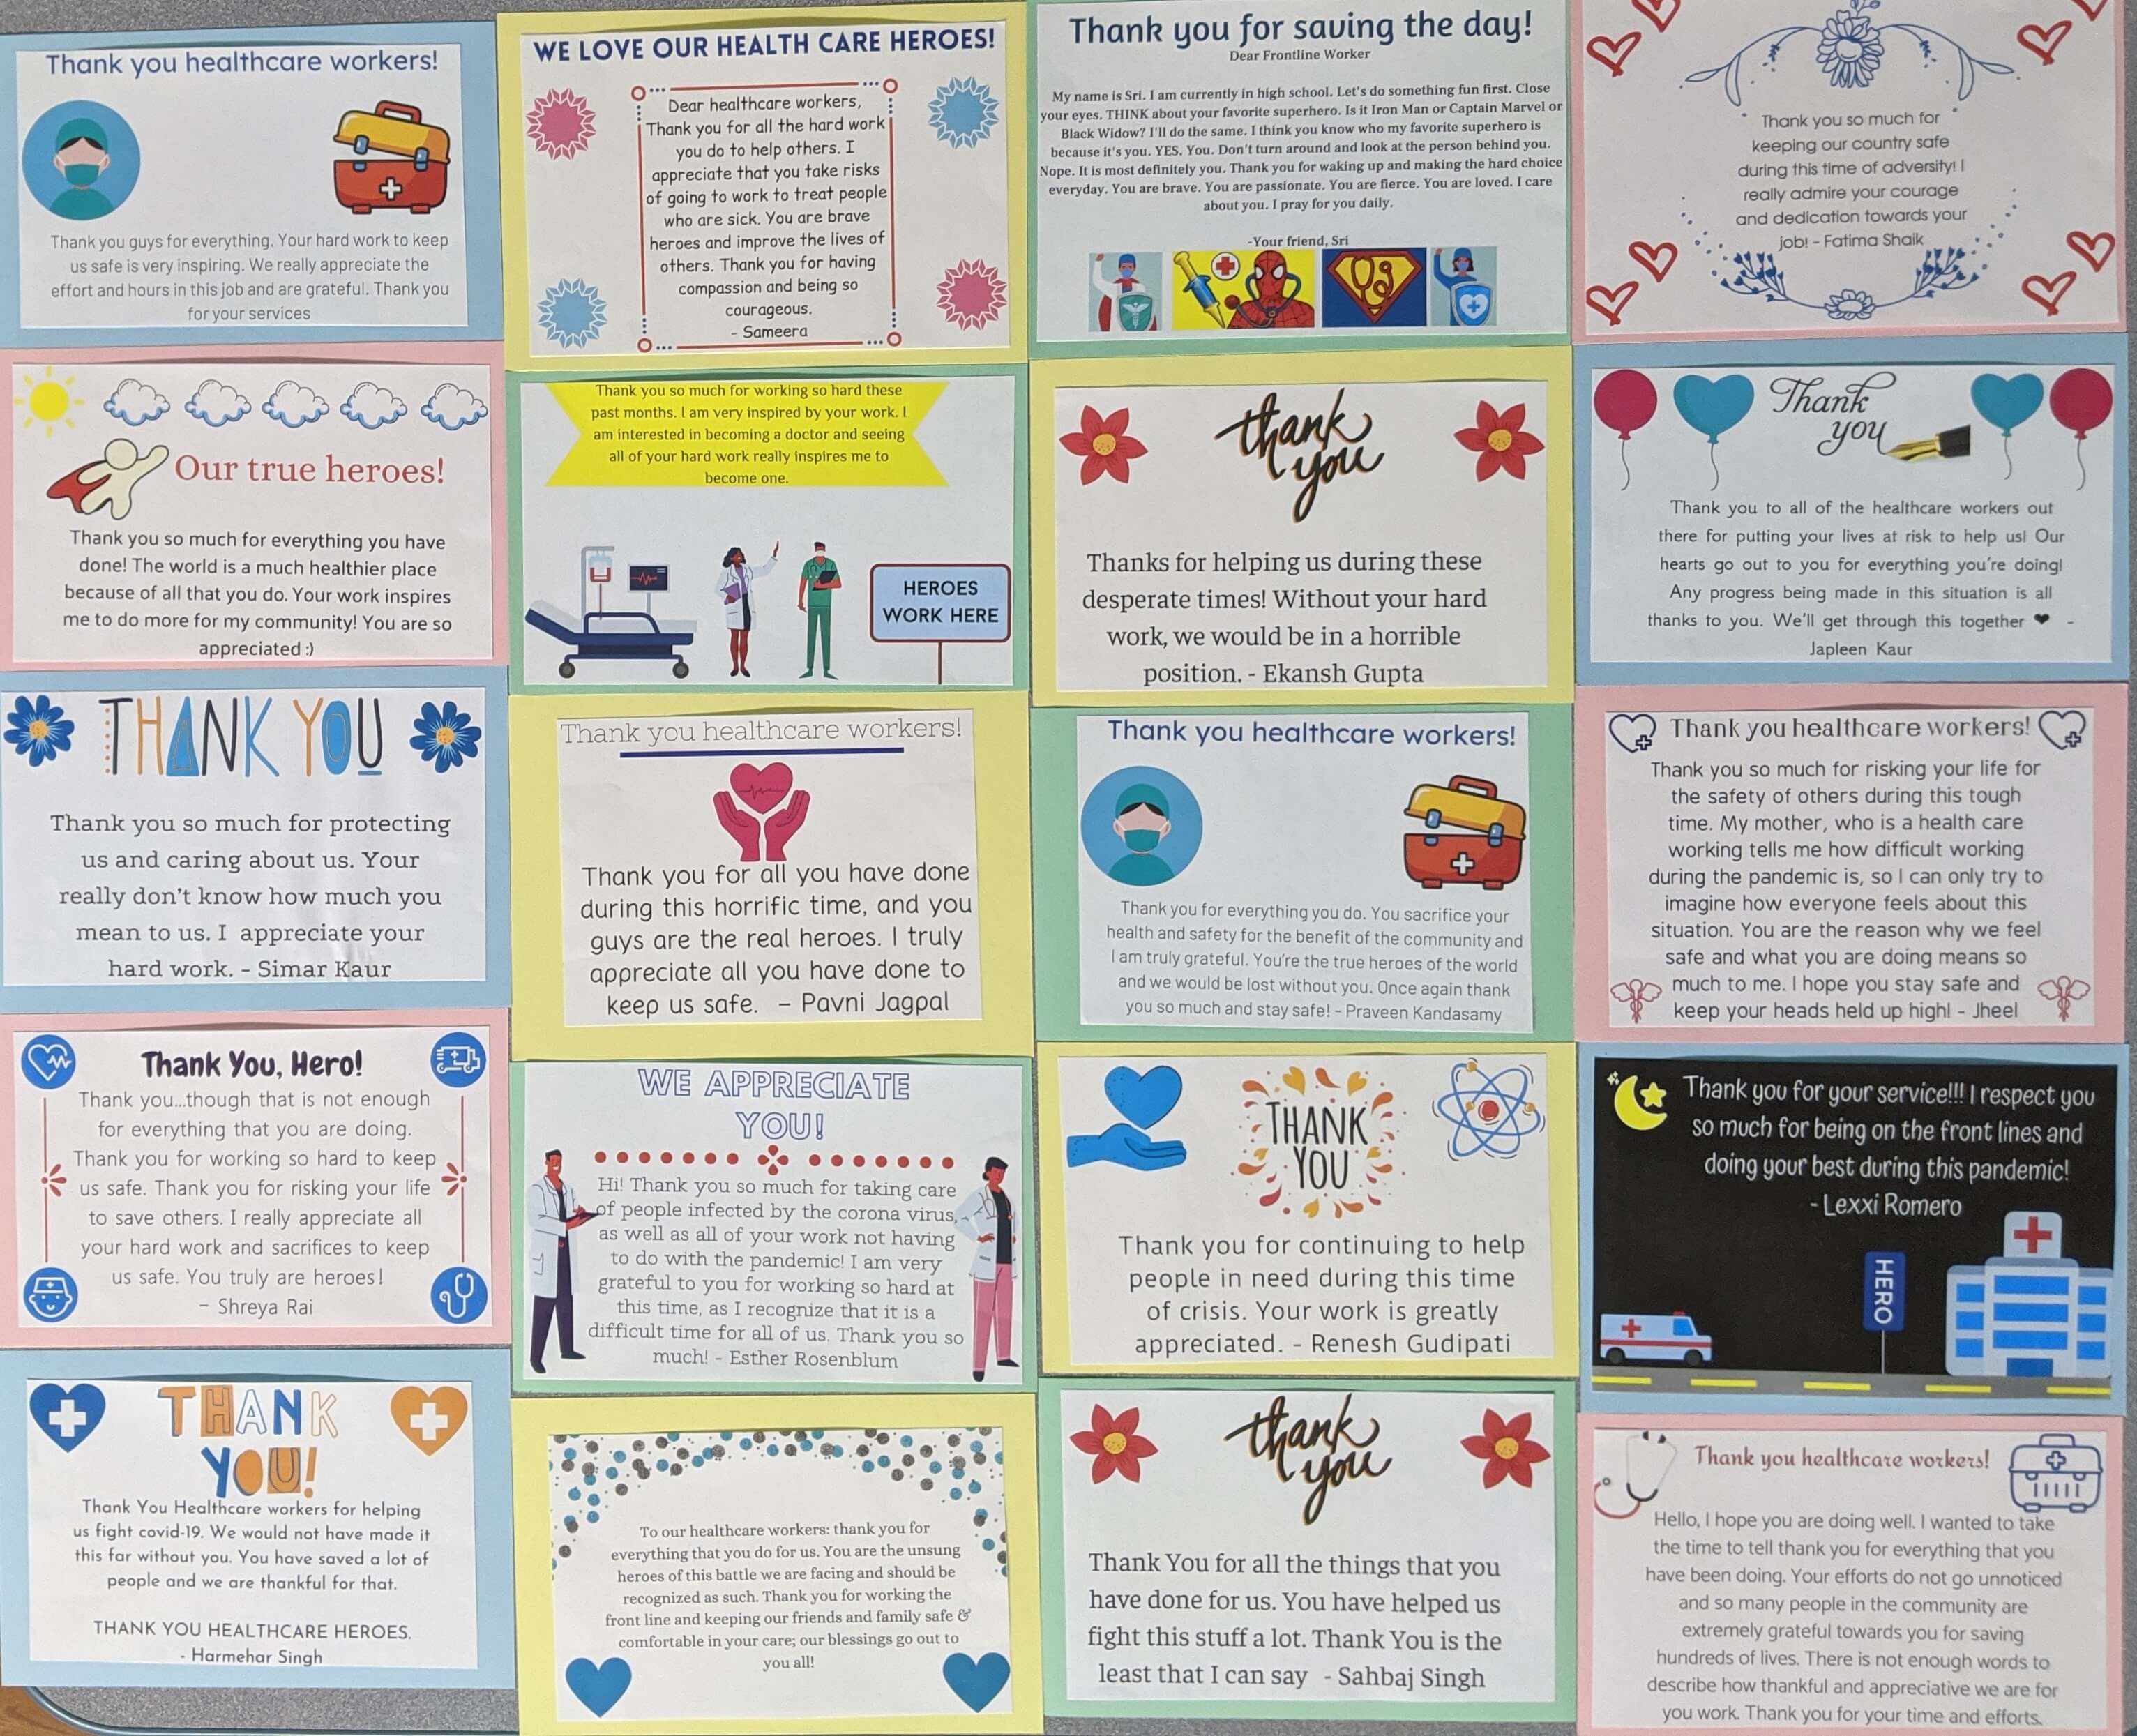 Thank you healthcare workers!
Thank you guys for everything. Your hard work to keep
us safe is very inspiring. We really appreciate the
effort and hours in this job and are grateful. Thank you
for your services
WE LOVE OUR HEALTH CARE HEROES!
Dear healthcare workers,
Thank you for all the hard work
you do to help others. I
appreciate that you take risks
of going to work to treat people
who are sick. You are brave
heroes and improve the lives of
others. Thank you for having
compassion and being so
courageous.
- Sameera
Thank you for saving the day!
Dear Frontline Worker
My name is Sri. I am currently in high school. Let's do something fun first. Close
your eyes. THINK about your favorite superhero. Is it Iron Man or Captain Marvel or
Black Widow? I'll do the same. I think you know who my favorite superhero is
because it's you. YES. You. Don't turn around and look at the person behind you.
Nope. It is most definitely you. Thank you for waking up and making the hard choice
everyday. You are brave. You are passionate. You are fierce. You are loved. I care
about you. I pray for you daily.
-Your friend, Sri
Thank you so much for
keeping our country safe
during this time of adversity! I
really admire your courage
and dedication towards your
job! - Fatima Shaik
Our true heroes!
Thank you so much for everything you have
done! The world is a much healthier place
because of all that you do. Your work inspires
me to do more for my community! You are so
appreciated :)
Thank you so much for working so hard these
past months. I am very inspired by your work. I
am interested in becoming a doctor and seeing
all of your hard work really inspires me to
become one.
HEROES
WORK HERE
thank
you
Thanks for helping us during these
desperate times! Without your hard
work, we would be in a horrible
position. - Ekansh Gupta
Thank
you
Thank you to all of the healthcare workers out
there for putting your lives at risk to help us! Our
hearts go out to you for everything you're doing!
Any progress being made in this situation is all
thanks to you. We'll get through this together ❤ -
Japleen Kaur
THANK YOU
Thank you so much for protecting
us and caring about us. Your
really don't know how much you
mean to us. I appreciate your
hard work. - Simar Kaur
Thank you healthcare workers!
Thank you for all you have done
during this horrific time, and you
guys are the real heroes. I truly
appreciate all you have done to
keep us safe. – Pavni Jagpal
Thank you healthcare workers!
Thank you for everything you do. You sacrifice your
health and safety for the benefit of the community and
I am truly grateful. You're the true heroes of the world
and we would be lost without you. Once again thank
you so much and stay safe! - Praveen Kandasamy
Thank you healthcare workers!
Thank you so much for risking your life for
the safety of others during this tough
time. My mother, who is a health care
working tells me how difficult working
during the pandemic is, so I can only try to
imagine how everyone feels about this
situation. You are the reason why we feel
safe and what you are doing means so
much to me. I hope you stay safe and
keep your heads held up high! - Jheel
Thank You, Hero!
Thank you...though that is not enough
for everything that you are doing.
Thank you for working so hard to keep
us safe. Thank you for risking your life
to save others. I really appreciate all
your hard work and sacrifices to keep
us safe. You truly are heroes!
– Shreya Rai
WE APPRECIATE
YOU!
Hi! Thank you so much for taking care
of people infected by the corona virus,
as well as all of your work not having
to do with the pandemic! I am very
grateful to you for working so hard at
this time, as I recognize that it is a
difficult time for all of us. Thank you so
much! - Esther Rosenblum
THANK
YOU
Thank you for continuing to help
people in need during this time
of crisis. Your work is greatly
appreciated. - Renesh Gudipati
Thank you for your service!!! I respect you
so much for being on the front lines and
doing your best during this pandemic!
- Lexxi Romero
HERO
THANK
YOU!
Thank You Healthcare workers for helping
us fight covid-19. We would not have made it
this far without you. You have saved a lot of
people and we are thankful for that.
THANK YOU HEALTHCARE HEROES.
- Harmehar Singh
To our healthcare workers: thank you for
everything that you do for us. You are the unsung
heroes of this battle we are facing and should be
recognized as such. Thank you for working the
front line and keeping our friends and family safe &
comfortable in your care; our blessings go out to
you all!
thank
you
Thank You for all the things that you
have done for us. You have helped us
fight this stuff a lot. Thank You is the
least that I can say - Sahbaj Singh
Thank you healthcare workers!
Hello, I hope you are doing well. I wanted to take
the time to tell thank you for everything that you
have been doing. Your efforts do not go unnoticed
and so many people in the community are
extremely grateful towards you for saving
hundreds of lives. There is not enough words to
describe how thankful and appreciative we are for
you work. Thank you for your time and efforts.